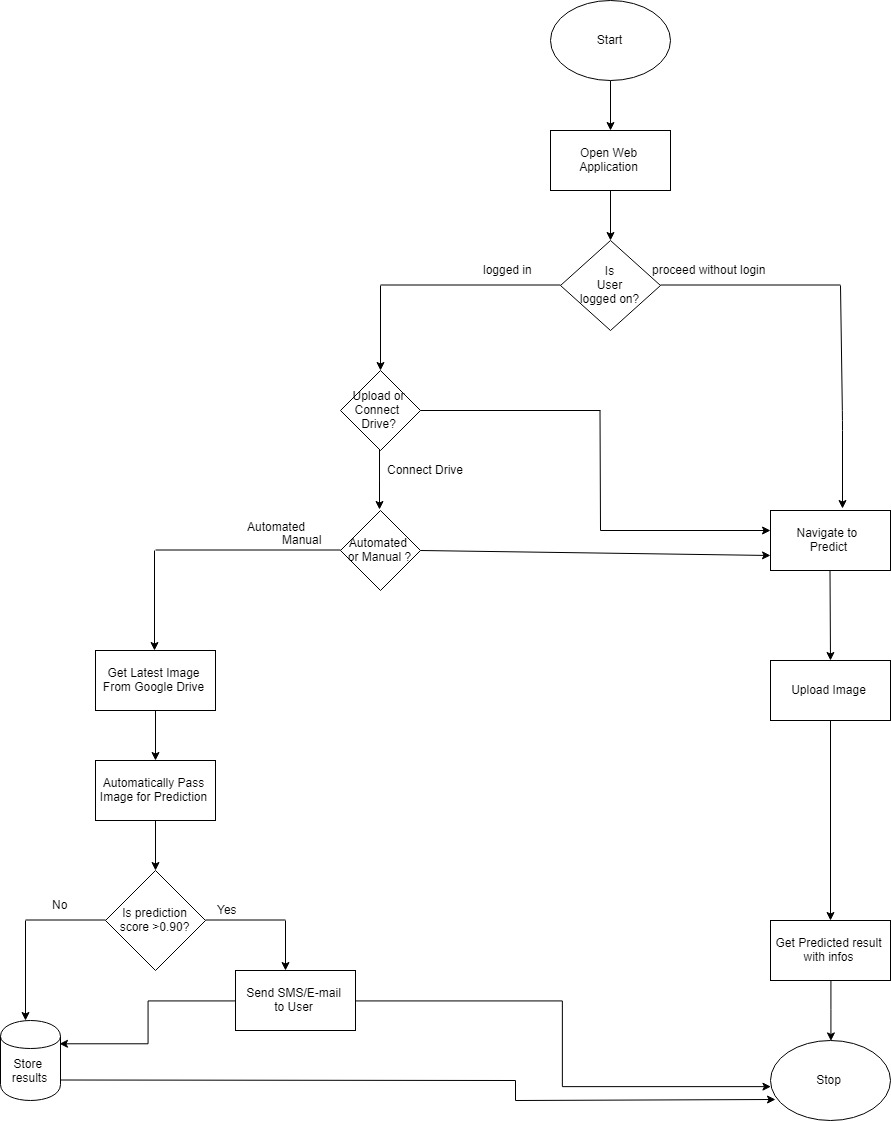 Start
Open Web
Application
logged in
Is
User
logged on?
proceed without login
Upload or
Connect
Drive?
Connect Drive
Automated
Manual
Automated
or Manual ?
Navigate to
Predict
Get Latest Image
From Google Drive
Upload Image
Automatically Pass
Image for Prediction
No
Is prediction
score >0.90?
Yes
Get Predicted result
with infos
Send SMS/E-mail
to User
Store
results
Stop